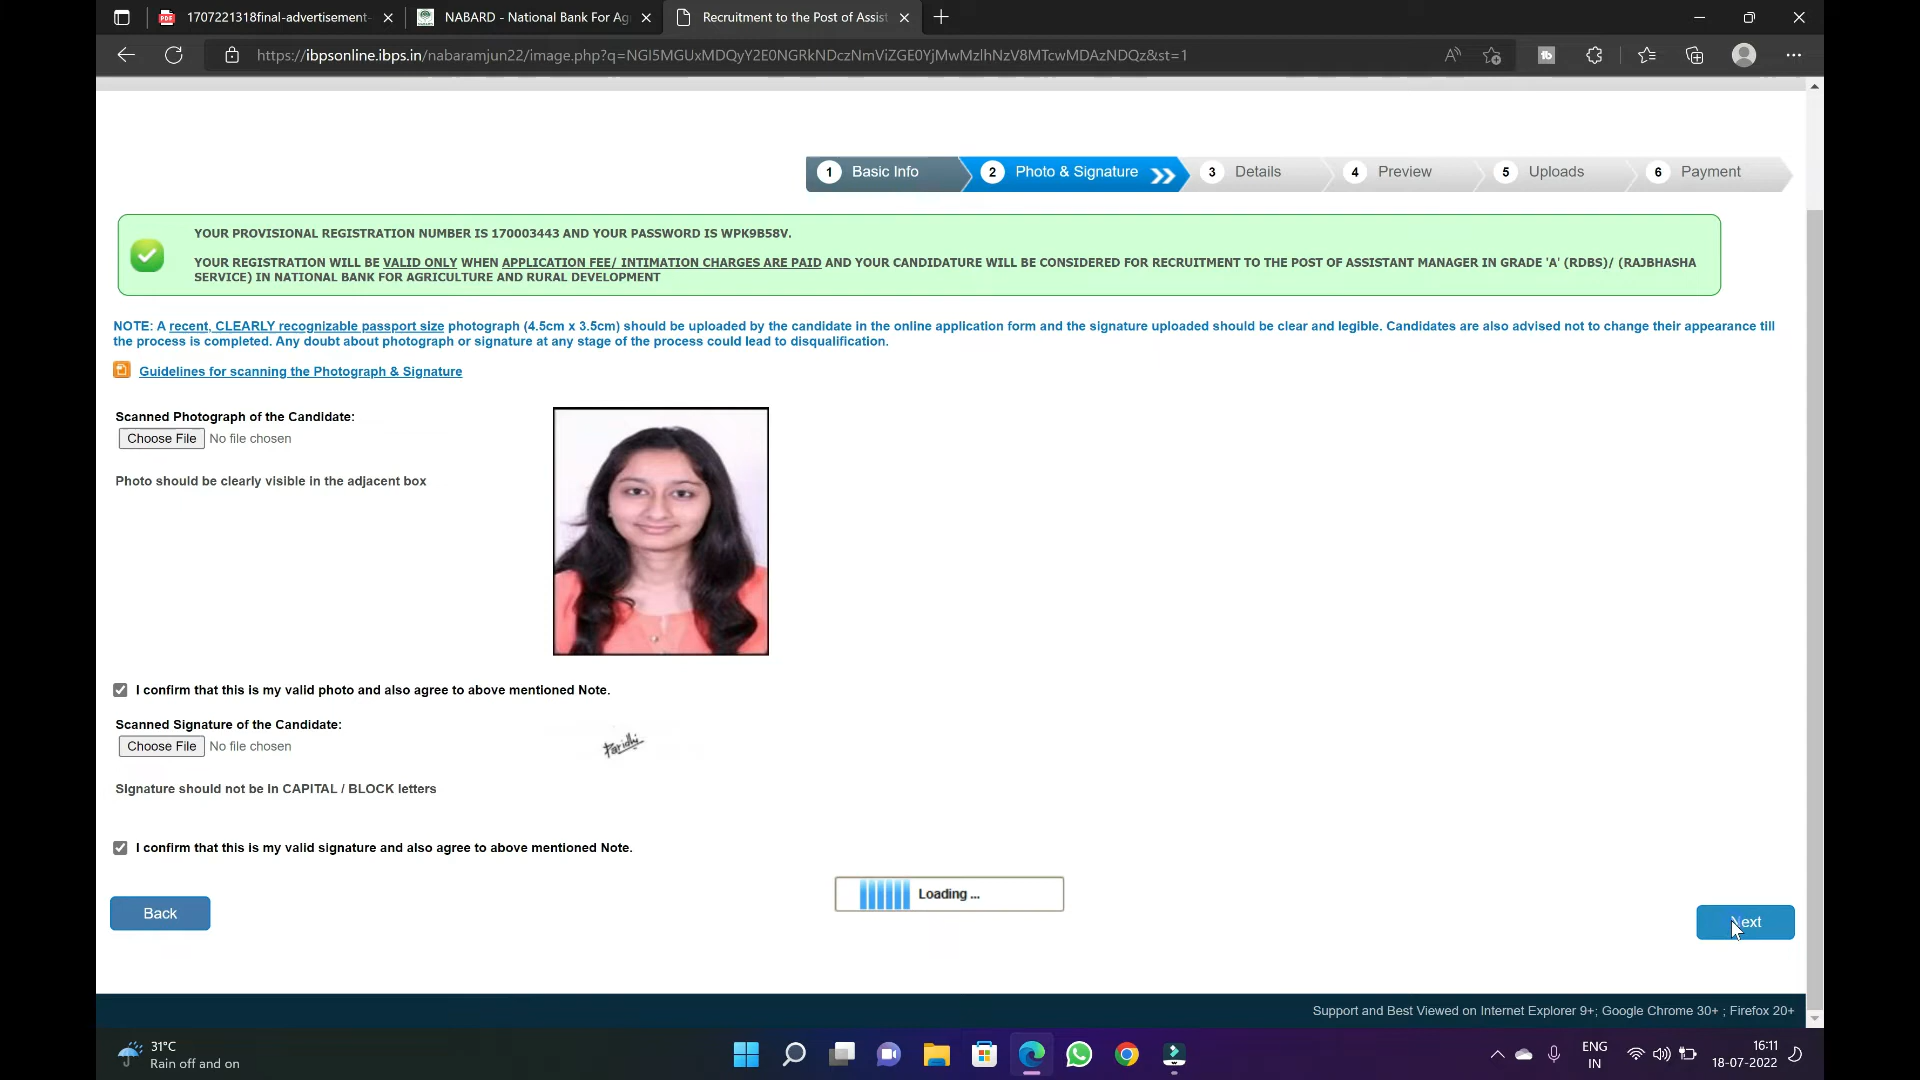 1707221318final-advertisement-
NABARD - National Bank For Ag
Recruitment to the Post of Assist
https://ibpsonline.ibps.in/nabaramjun22/image.php?q=NGI5MGUxMDQyY2E0NGRkNDczNmViZGE0YjMwMzlhNzV8MTcwMDAzNDQz&st=1
1 Basic Info 2 Photo & Signature 3 Details 4 Preview 5 Uploads 6 Payment
YOUR PROVISIONAL REGISTRATION NUMBER IS 170003443 AND YOUR PASSWORD IS WPK9B58V.
YOUR REGISTRATION WILL BE VALID ONLY WHEN APPLICATION FEE/ INTIMATION CHARGES ARE PAID AND YOUR CANDIDATURE WILL BE CONSIDERED FOR RECRUITMENT TO THE POST OF ASSISTANT MANAGER IN GRADE 'A' (RDBS)/ (RAJBHASHA
SERVICE) IN NATIONAL BANK FOR AGRICULTURE AND RURAL DEVELOPMENT
NOTE: A recent, CLEARLY recognizable passport size photograph (4.5cm x 3.5cm) should be uploaded by the candidate in the online application form and the signature uploaded should be clear and legible. Candidates are also advised not to change their appearance till
the process is completed. Any doubt about photograph or signature at any stage of the process could lead to disqualification.
Guidelines for scanning the Photograph & Signature
Scanned Photograph of the Candidate:
Choose File No file chosen
Photo should be clearly visible in the adjacent box
I confirm that this is my valid photo and also agree to above mentioned Note.
Scanned Signature of the Candidate:
Choose File No file chosen
Paridhi
Signature should not be in CAPITAL / BLOCK letters
I confirm that this is my valid signature and also agree to above mentioned Note.
Loading ...
Back
Next
Support and Best Viewed on Internet Explorer 9+; Google Chrome 30+ ; Firefox 20+
31°C
Rain off and on
ENG
IN
16:11
18-07-2022